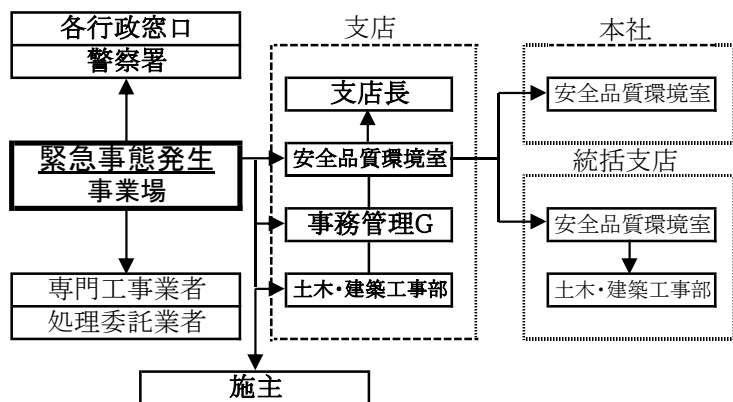 各行政窓口
警察署
緊急事態発生
事業場
専門工事業者
処理委託業者
施主
支店
支店長
安全品質環境室
事務管理G
土木・建築工事部
本社
安全品質環境室
統括支店
安全品質環境室
土木・建築工事部